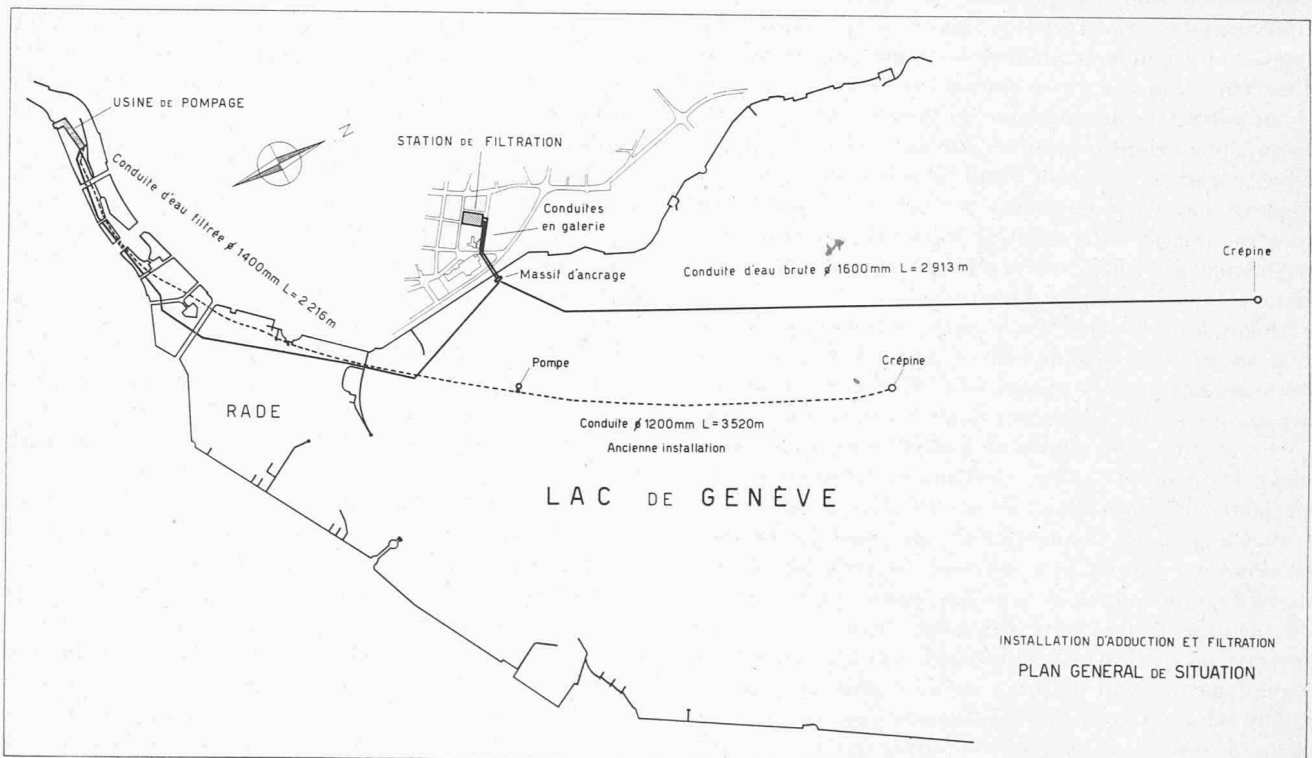 USINE DE POMPAGE
N
STATION DE FILTRATION
Conduite d'eau filtrée ø 1400mm L = 2216m
Conduites
en galerie
Massif d'ancrage
Conduite d'eau brute ø 1600mm L = 2913 m
Crépine
Pompe
Crépine
RADE
Conduite ø 1200mm L = 3520m
Ancienne installation
LAC DE GENÈVE
INSTALLATION D'ADDUCTION ET FILTRATION
PLAN GENERAL DE SITUATION